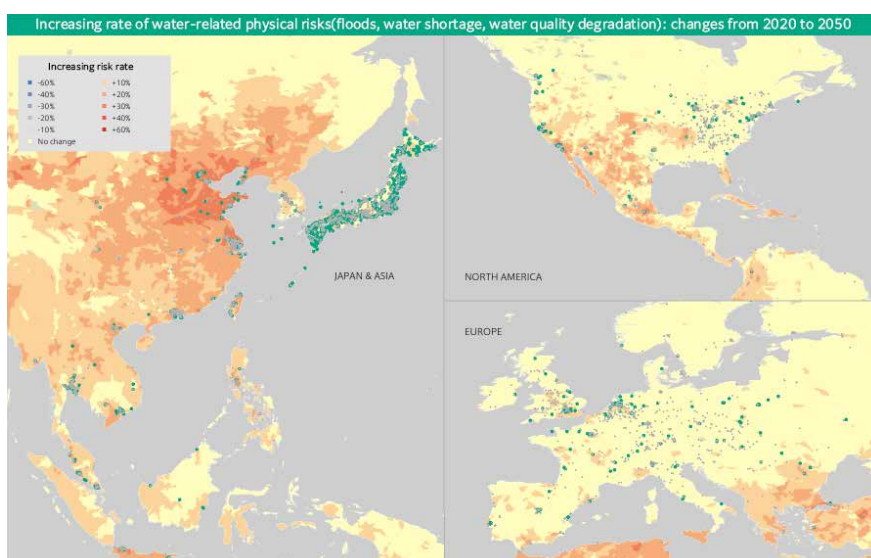 Increasing rate of water-related physical risks(floods, water shortage, water quality degradation): changes from 2020 to 2050
Increasing risk rate
-60%
-40%
-30%
-20%
-10%
No change
+10%
+20%
+30%
+40%
+60%
JAPAN & ASIA
NORTH AMERICA
EUROPE